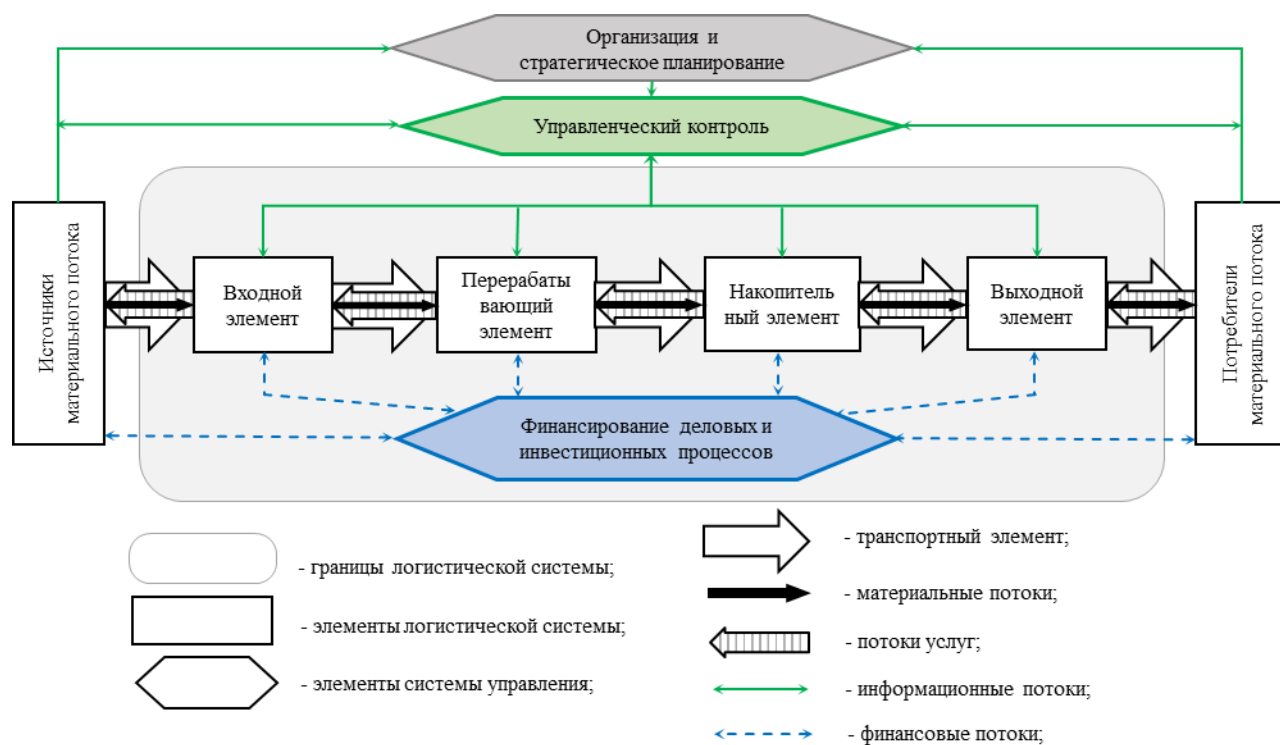 Организация и
стратегическое планирование
Управленческий контроль
Источники
материального потока
Входной
элемент
Перерабаты
вающий
элемент
Накопитель
ный элемент
Выходной
элемент
Потребители
материального потока
Финансирование деловых и
инвестиционных процессов
- границы логистической системы;
- элементы логистической системы;
- элементы системы управления;
- транспортный элемент;
- материальные потоки;
- потоки услуг;
- информационные потоки;
- финансовые потоки;